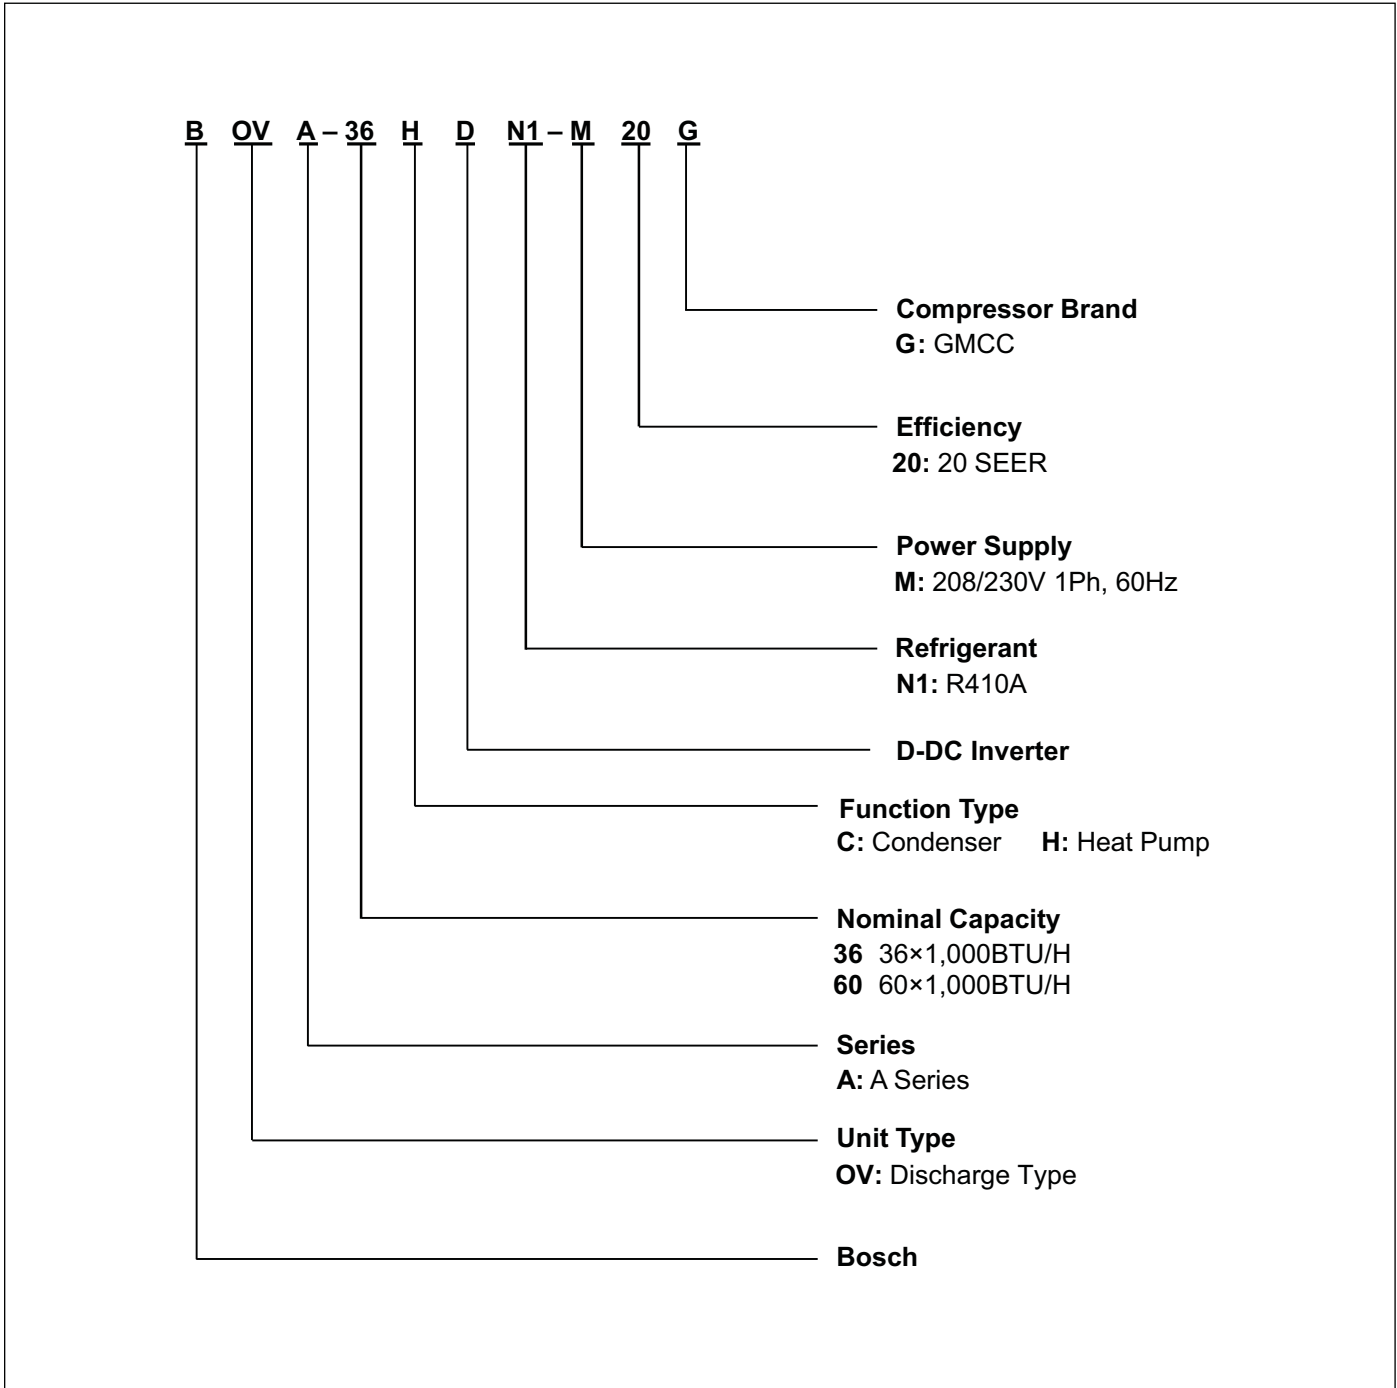 B OV A – 36 H D N1 – M 20 G
Compressor Brand
G: GMCC
Efficiency
20: 20 SEER
Power Supply
M: 208/230V 1Ph, 60Hz
Refrigerant
N1: R410A
D-DC Inverter
Function Type
C: Condenser H: Heat Pump
Nominal Capacity
36 36×1,000BTU/H
60 60×1,000BTU/H
Series
A: A Series
Unit Type
OV: Discharge Type
Bosch